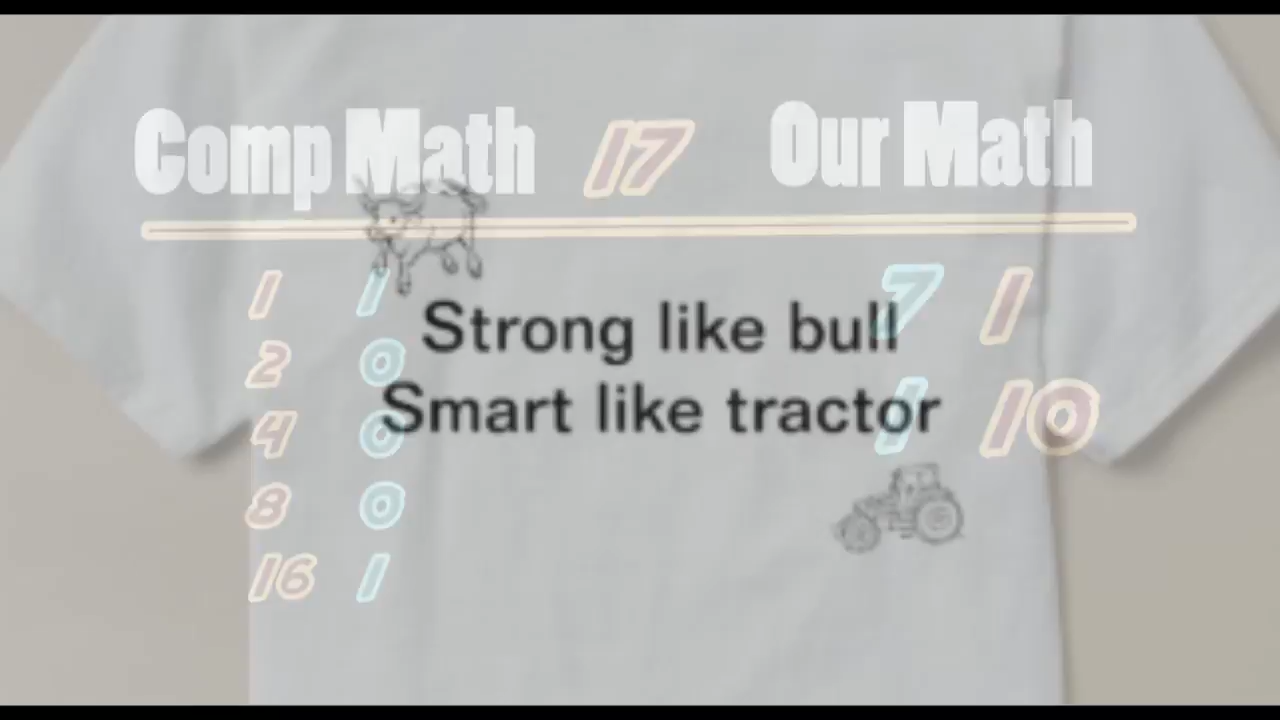 Comp Math 17 Our Math
1 1 7 1
2 0 1 10
4 0
8 0
16 1
Strong like bull
Smart like tractor